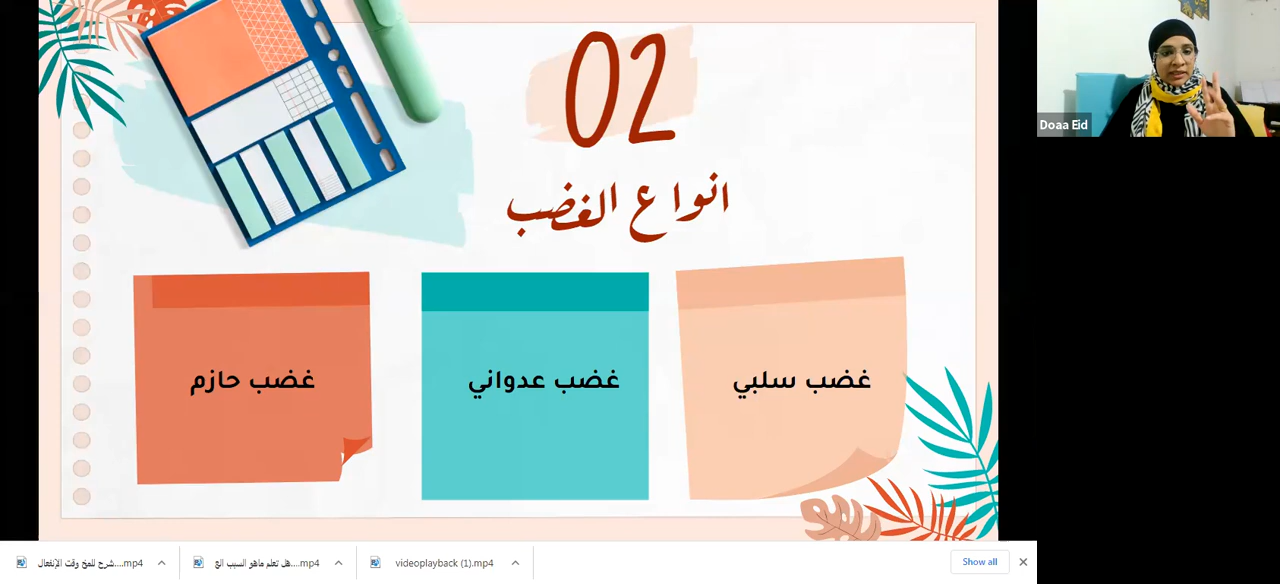 02
انواع الغضب
غضب سلبي
غضب عدواني
غضب حازم
Doaa Eid
شرح للمخ وقت الإنفعال....mp4
هل تعلم ماهو السبب الغ....mp4
videoplayback (1).mp4
Show all